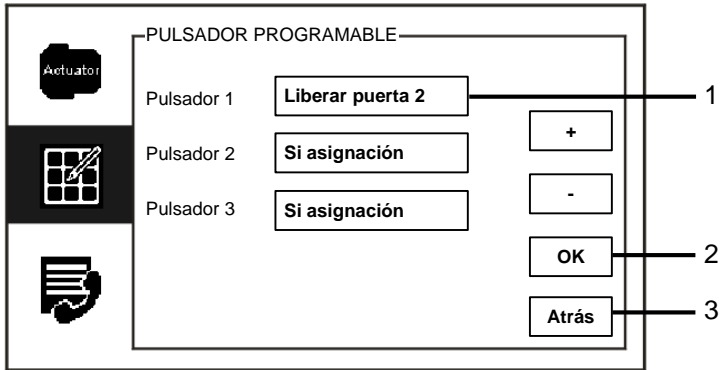 PULSADOR PROGRAMABLE
Actuator
Pulsador 1 Liberar puerta 2 1
+
Pulsador 2 Si asignación
-
Pulsador 3 Si asignación
OK 2
Atrás 3